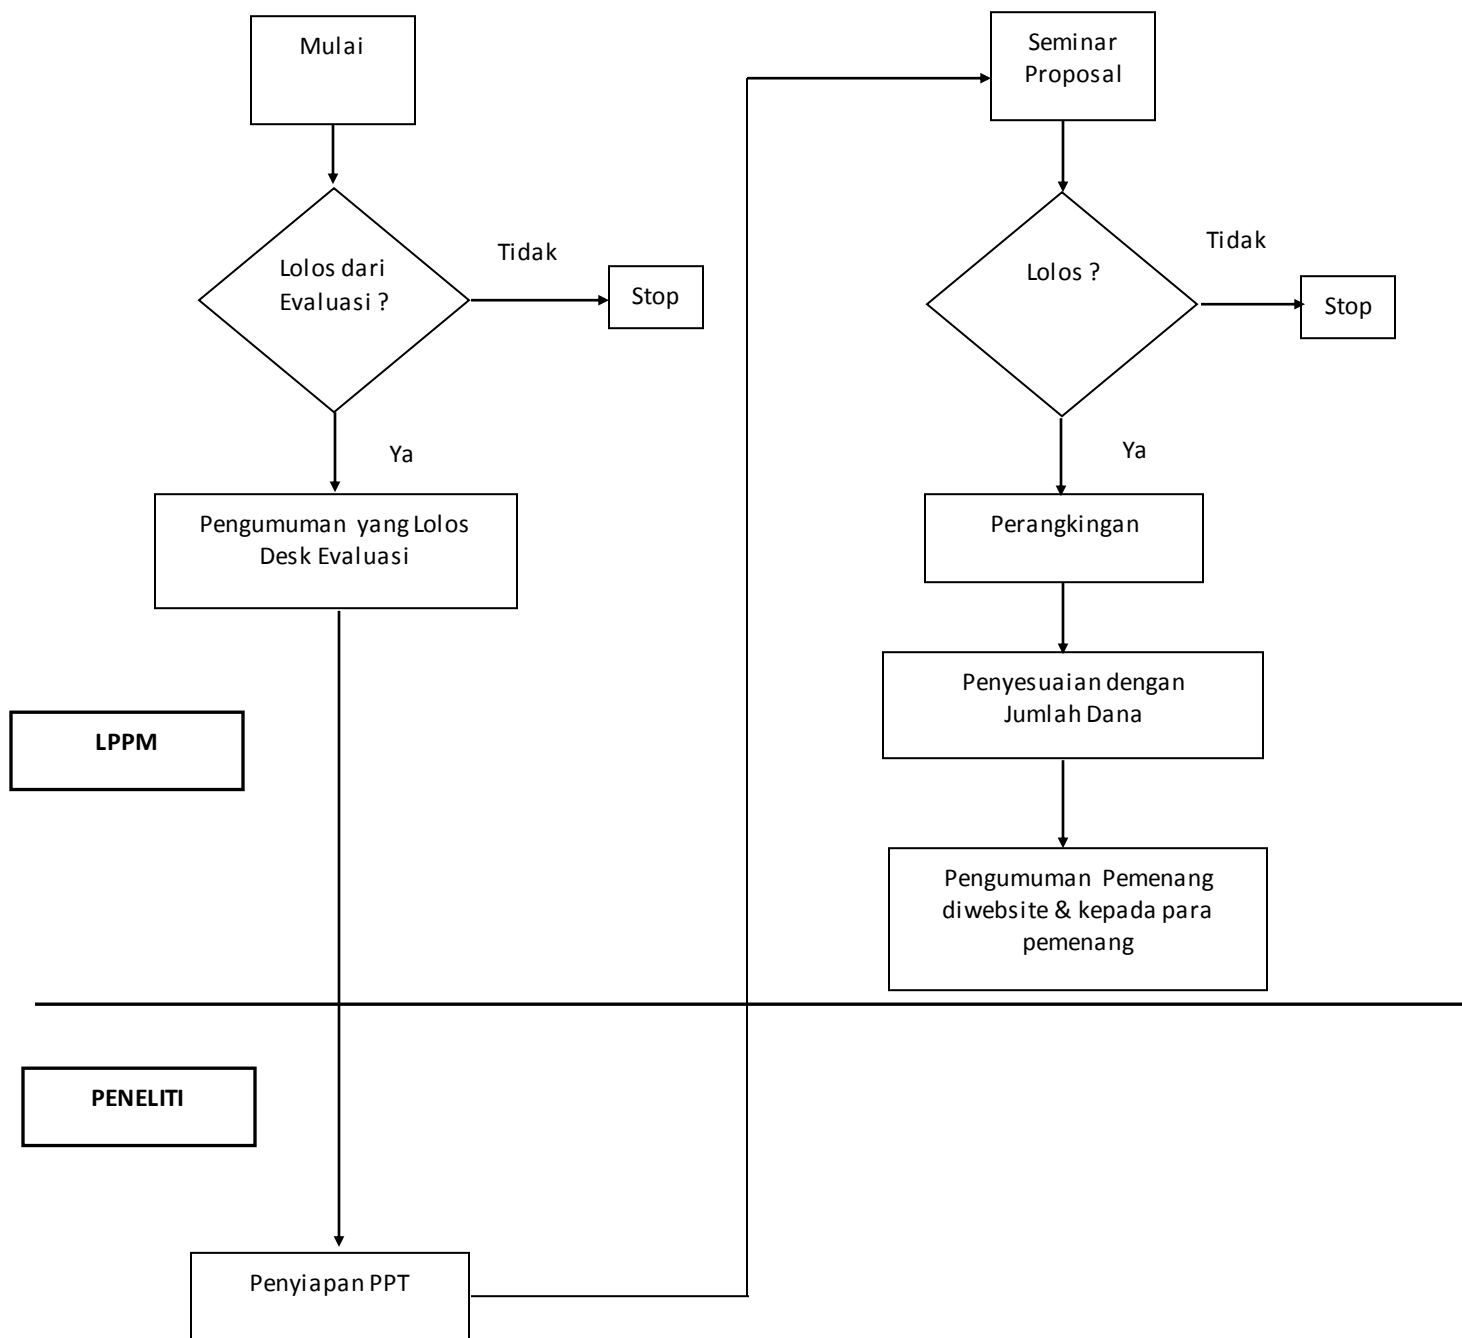 Mulai
Lolos dari
Evaluasi ?
Tidak
Stop
Ya
Pengumuman yang Lolos
Desk Evaluasi
LPPM
PENELITI
Penyiapan PPT
Seminar
Proposal
Lolos ?
Tidak
Stop
Ya
Perangkingan
Penyesuaian dengan
Jumlah Dana
Pengumuman Pemenang
diwebsite & kepada para
pemenang